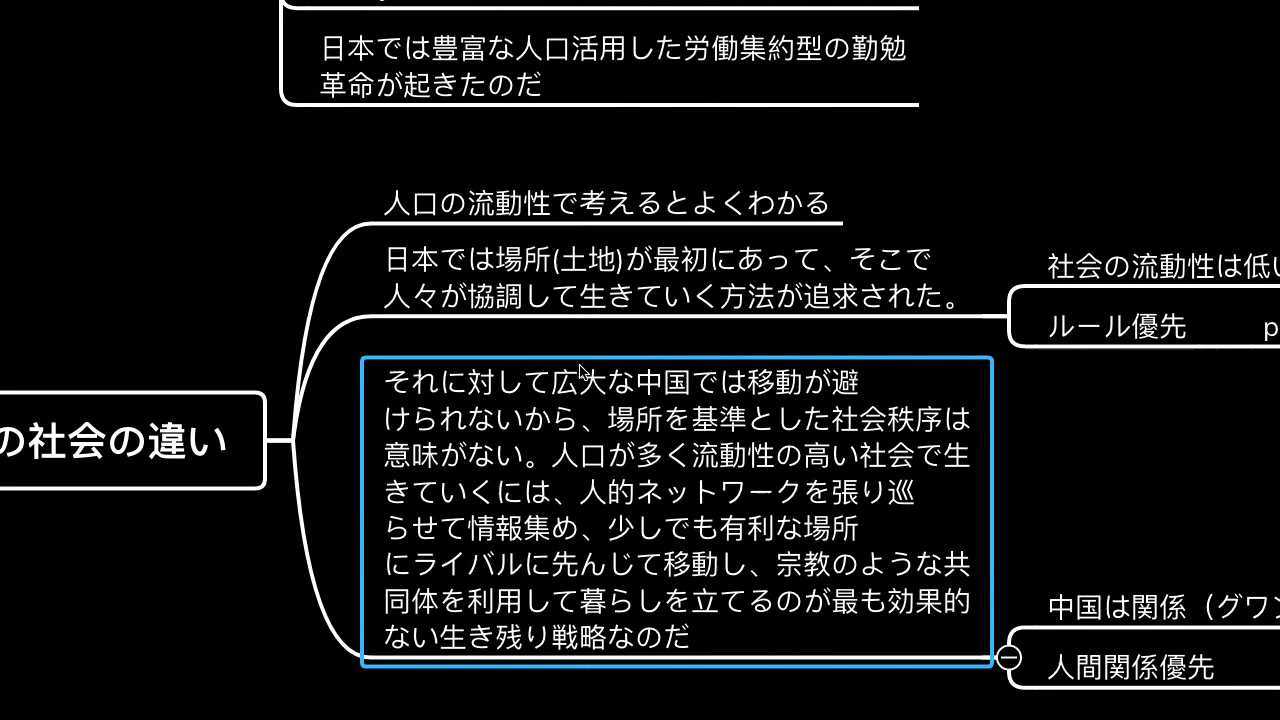 日本では豊富な人口活用した労働集約型の勤勉
革命が起きたのだ
人口の流動性で考えるとよくわかる
日本では場所(土地)が最初にあって、そこで
人々が協調して生きていく方法が追求された。
社会の流動性は低い
ルール優先
p
それに対して広大な中国では移動が避
けられないから、場所を基準とした社会秩序は
意味がない。人口が多く流動性の高い社会で生
きていくには、人的ネットワークを張り巡
らせて情報集め、少しでも有利な場所
にライバルに先んじて移動し、宗教のような共
同体を利用して暮らしを立てるのが最も効果的
ない生き残り戦略なのだ
の社会の違い
中国は関係（グワン
人間関係優先